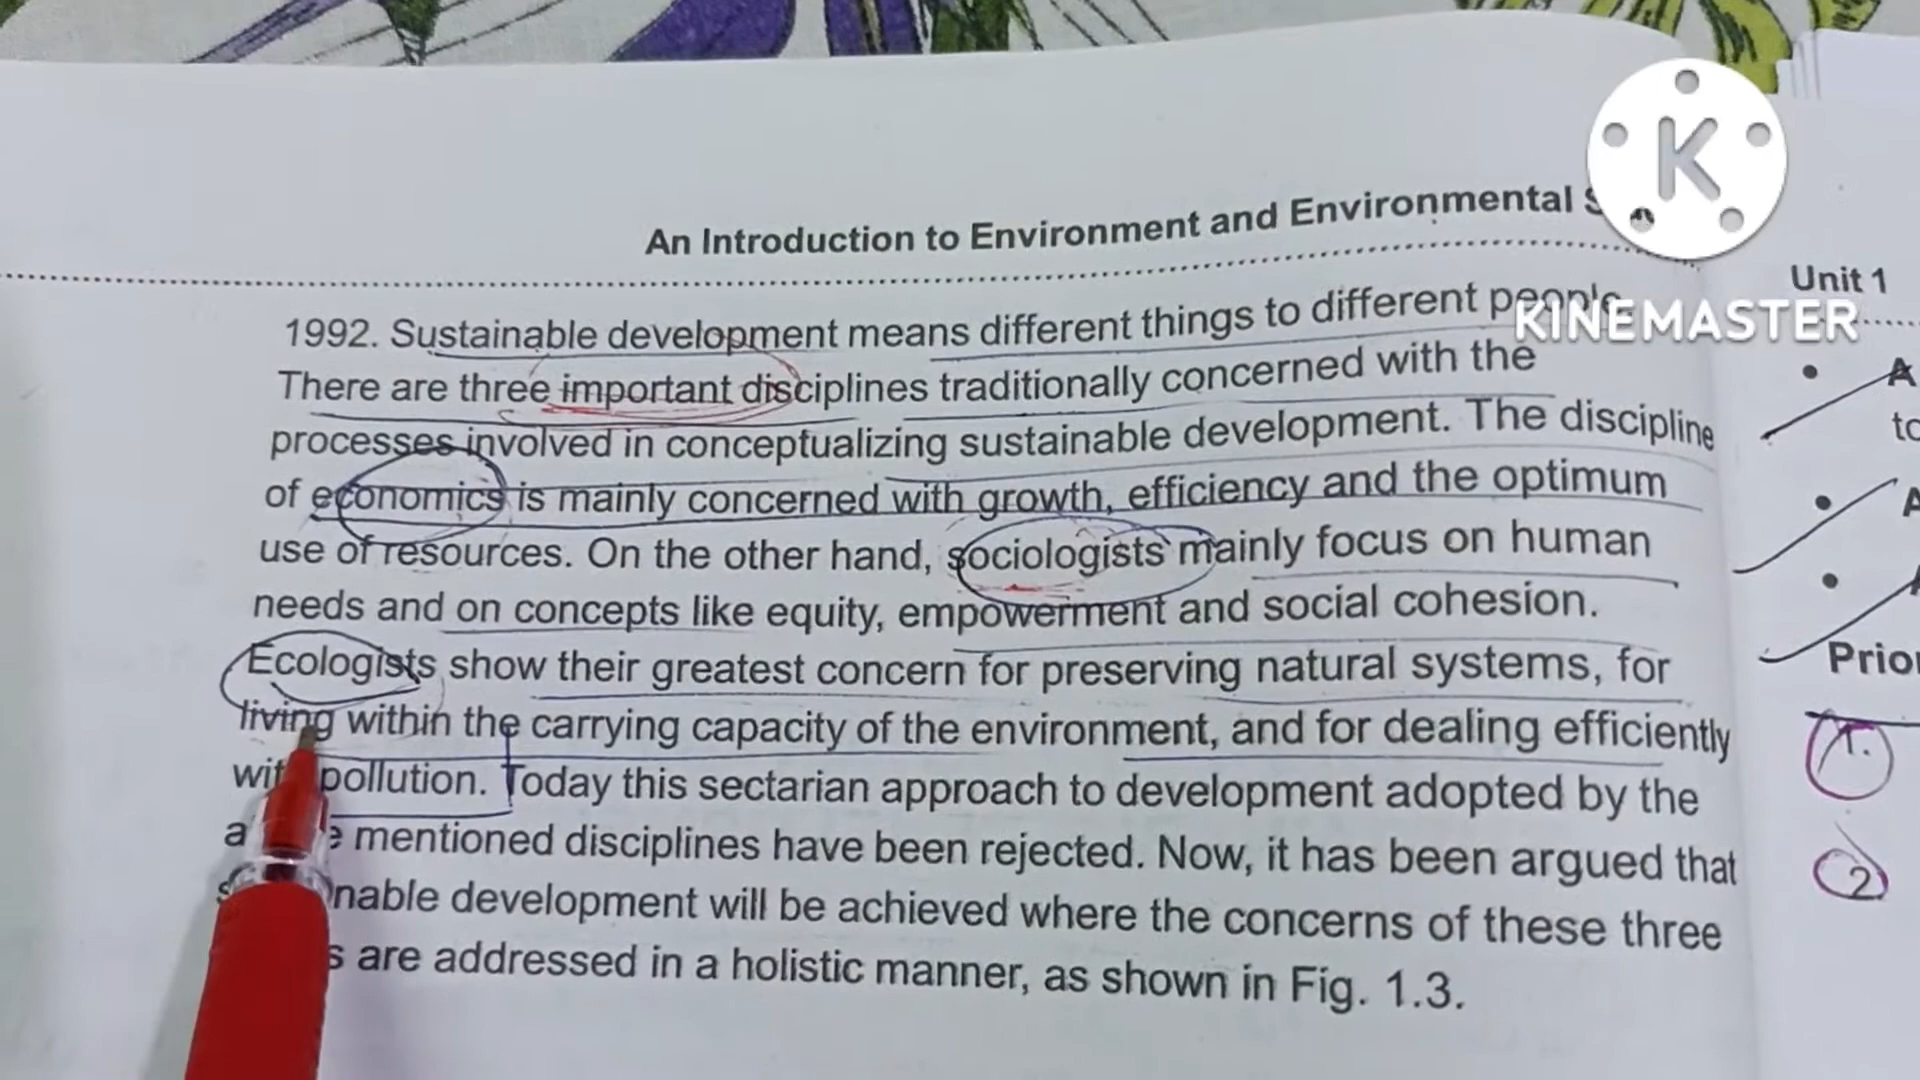 K
KINEMASTER
An Introduction to Environment and Environmental
1992. Sustainable development means different things to different people
There are three important disciplines traditionally concerned with the
processes involved in conceptualizing sustainable development. The discipline
of economics is mainly concerned with growth, efficiency and the optimum
use of resources. On the other hand, sociologists mainly focus on human
needs and on concepts like equity, empowerment and social cohesion.
Ecologists show their greatest concern for preserving natural systems, for
living within the carrying capacity of the environment, and for dealing efficiently
pollution. Today this sectarian approach to development adopted by the
mentioned disciplines have been rejected. Now, it has been argued that
development will be achieved where the concerns of these three
are addressed in a holistic manner, as shown in Fig. 1.3.
Unit 1
1.
2